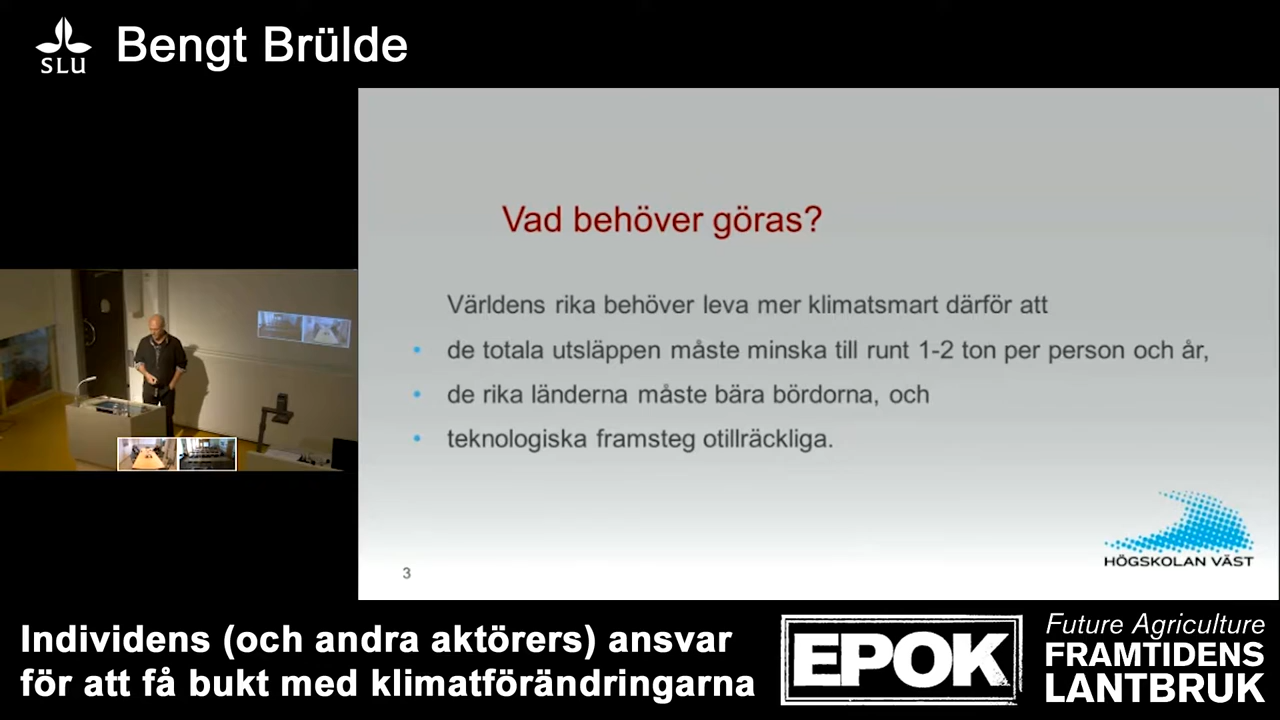 SLU
Bengt Brülde
Vad behöver göras?
Världens rika behöver leva mer klimatsmart därför att
• de totala utsläppen måste minska till runt 1-2 ton per person och år,
• de rika länderna måste bära bördorna, och
• teknologiska framsteg otillräckliga.
HÖGSKOLAN VÄST
3
Individens (och andra aktörers) ansvar
för att få bukt med klimatförändringarna
EPOK
Future Agriculture
FRAMTIDENS
LANTBRUK